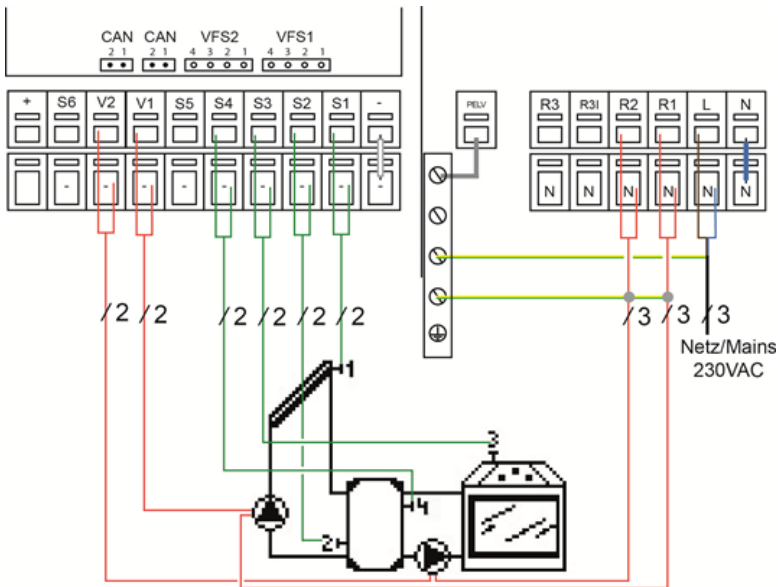 CAN CAN VFS2 VFS1
2 1 2 1 4 3 2 1 4 3 2 1
+ S6 V2 V1 S5 S4 S3 S2 S1 -
PELV
R3 R3I R2 R1 L N
- - - - - - - -
N N N N N N
/2 /2 /2 /2 /2 /2
/3 /3 /3
Netz/Mains
230VAC
1
3
4
2